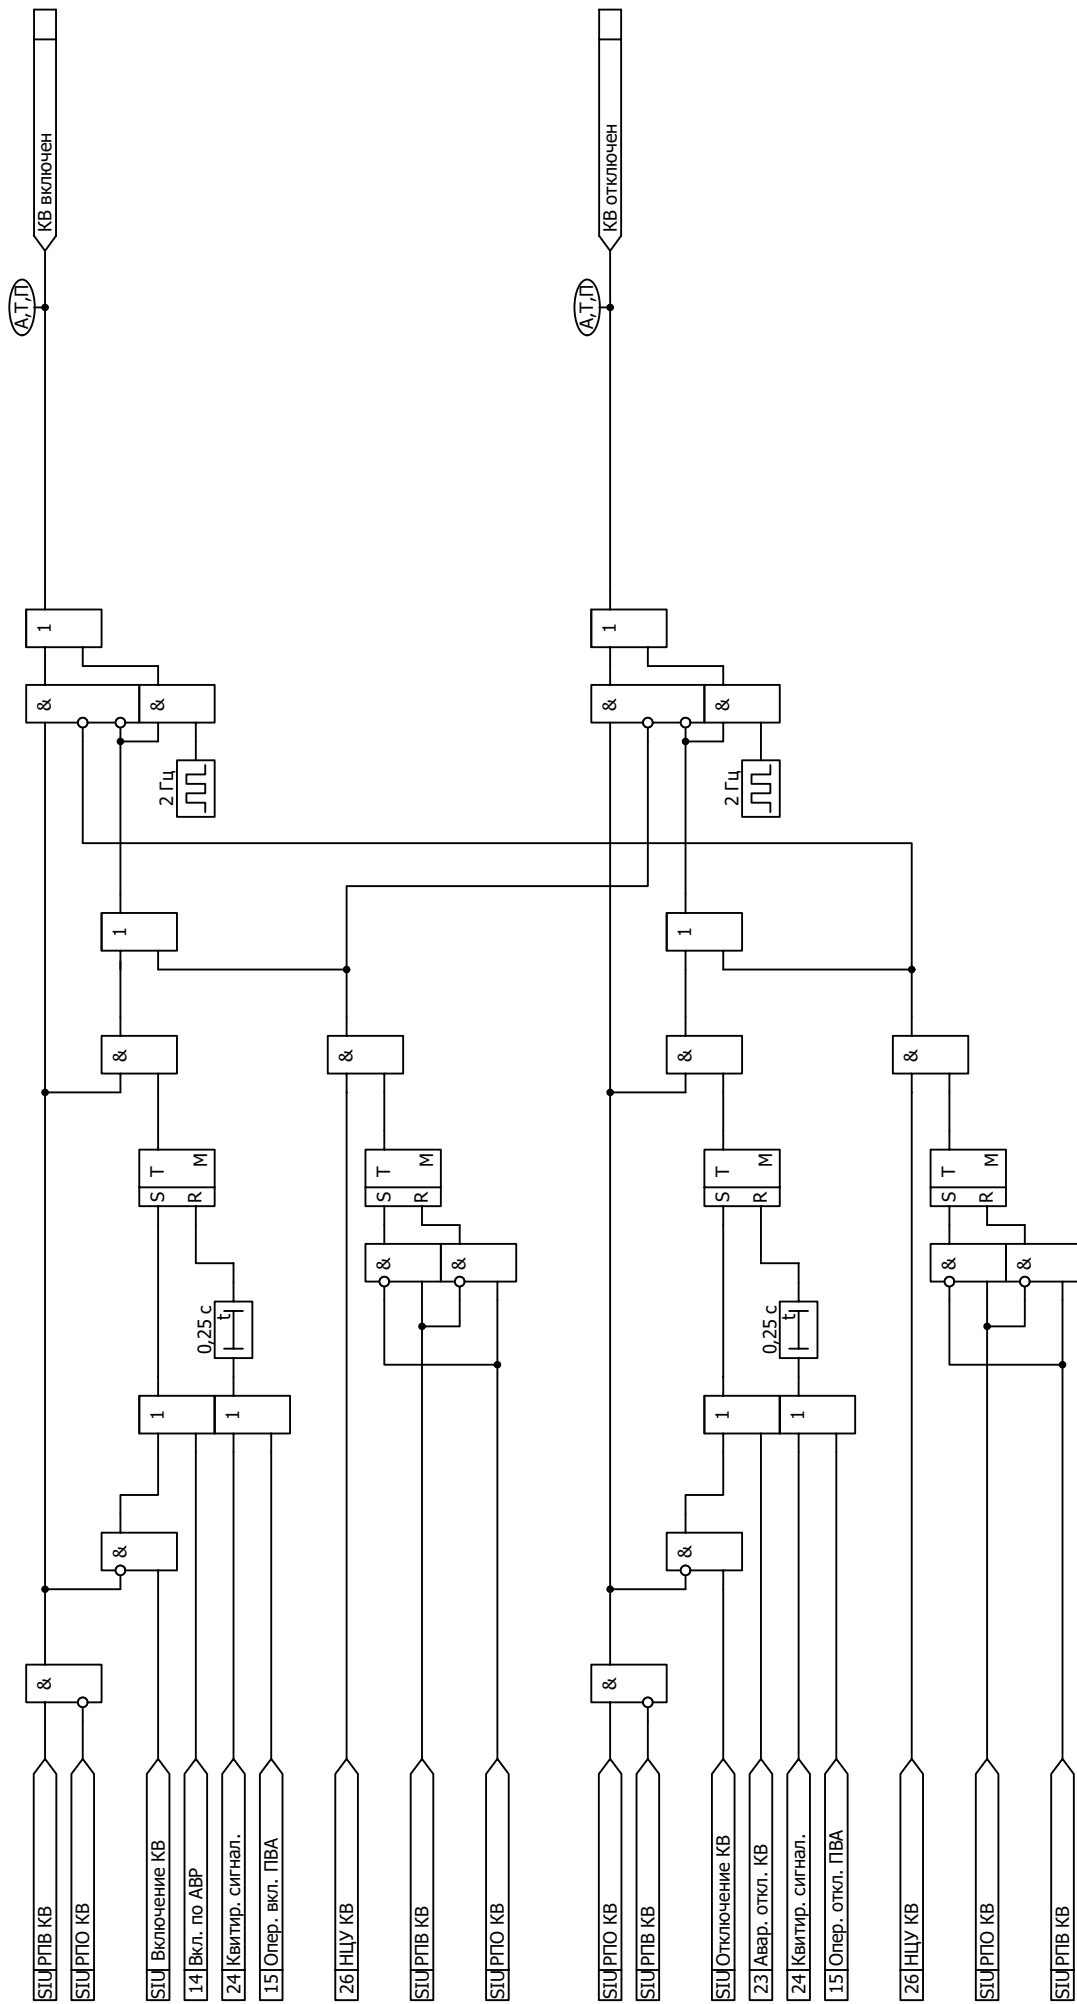 КВ включен
А,Т,П
1
&
&
2 Гц
1
&
&
S T
R M
S T
R M
&
&
0,25 с
t
1
1
&
&
SIU РПВ КВ
SIU РПО КВ
SIU Включение КВ
14 Вкл. по АВР
24 Квитир. сигнал.
15 Опер. вкл. ПВА
26 НЦУ КВ
SIU РПВ КВ
SIU РПО КВ
КВ отключен
А,Т,П
1
&
&
2 Гц
1
&
&
S T
R M
S T
R M
&
&
0,25 с
t
1
1
&
&
SIU РПО КВ
SIU РПВ КВ
SIU Отключение КВ
23 Авар. откл. КВ
24 Квитир. сигнал.
15 Опер. откл. ПВА
26 НЦУ КВ
SIU РПО КВ
SIU РПВ КВ